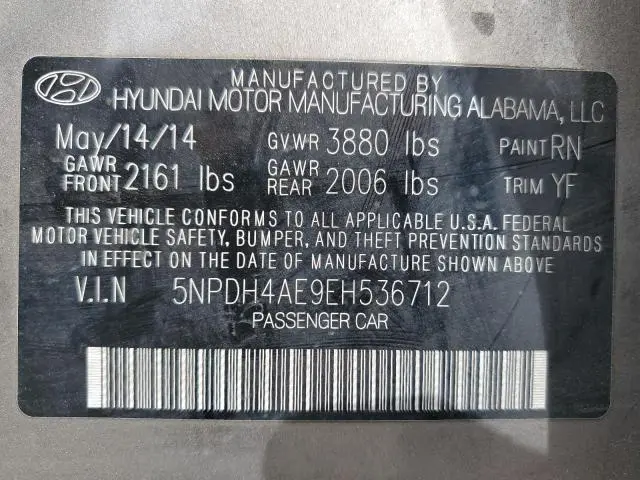 MANUFACTURED BY
HYUNDAI MOTOR MANUFACTURING ALABAMA, LLC
May/14/14 GVWR 3880 lbs PAINT RN
GAWR FRONT 2161 lbs GAWR REAR 2006 lbs TRIM YF
THIS VEHICLE CONFORMS TO ALL APPLICABLE U.S.A. FEDERAL
MOTOR VEHICLE SAFETY, BUMPER, AND THEFT PREVENTION STANDARDS
IN EFFECT ON THE DATE OF MANUFACTURE SHOWN ABOVE.
V.I.N 5NPDH4AE9EH536712
PASSENGER CAR